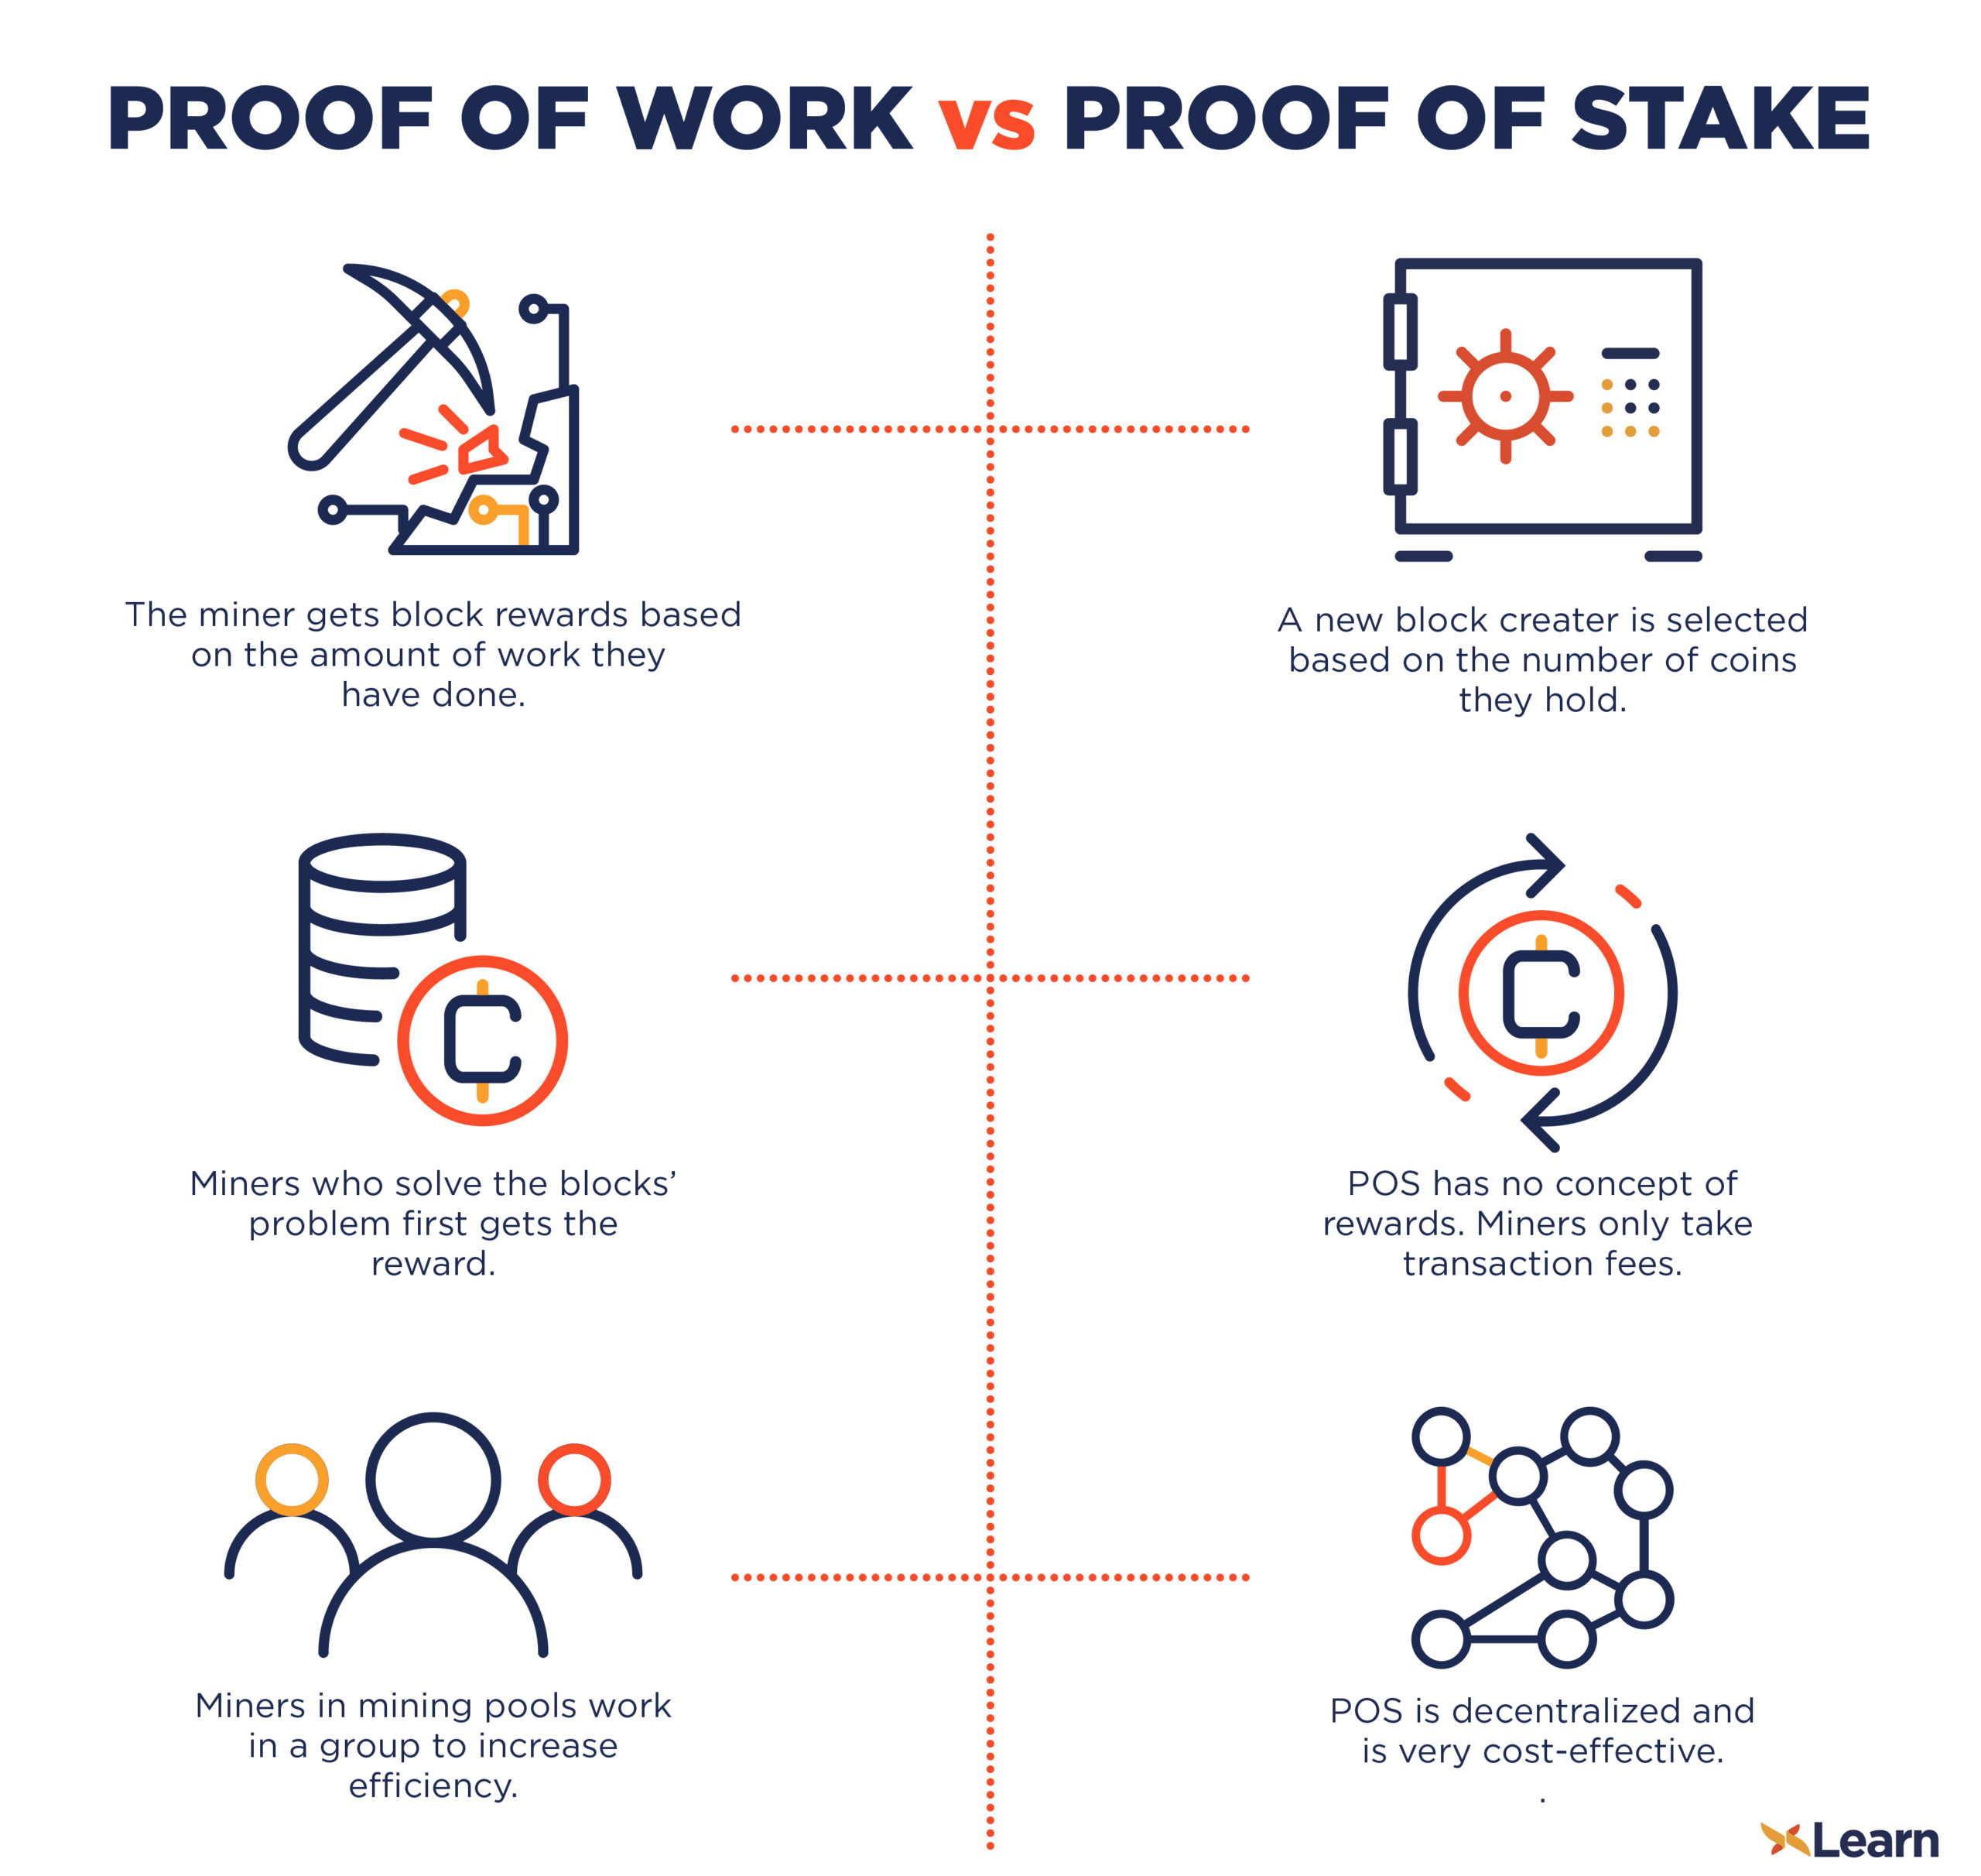 PROOF OF WORK vs PROOF OF STAKE
The miner gets block rewards based
on the amount of work they
have done.
A new block creater is selected
based on the number of coins
they hold.
Miners who solve the blocks’
problem first gets the
reward.
POS has no concept of
rewards. Miners only take
transaction fees.
Miners in mining pools work
in a group to increase
efficiency.
POS is decentralized and
is very cost-effective.
.
Learn